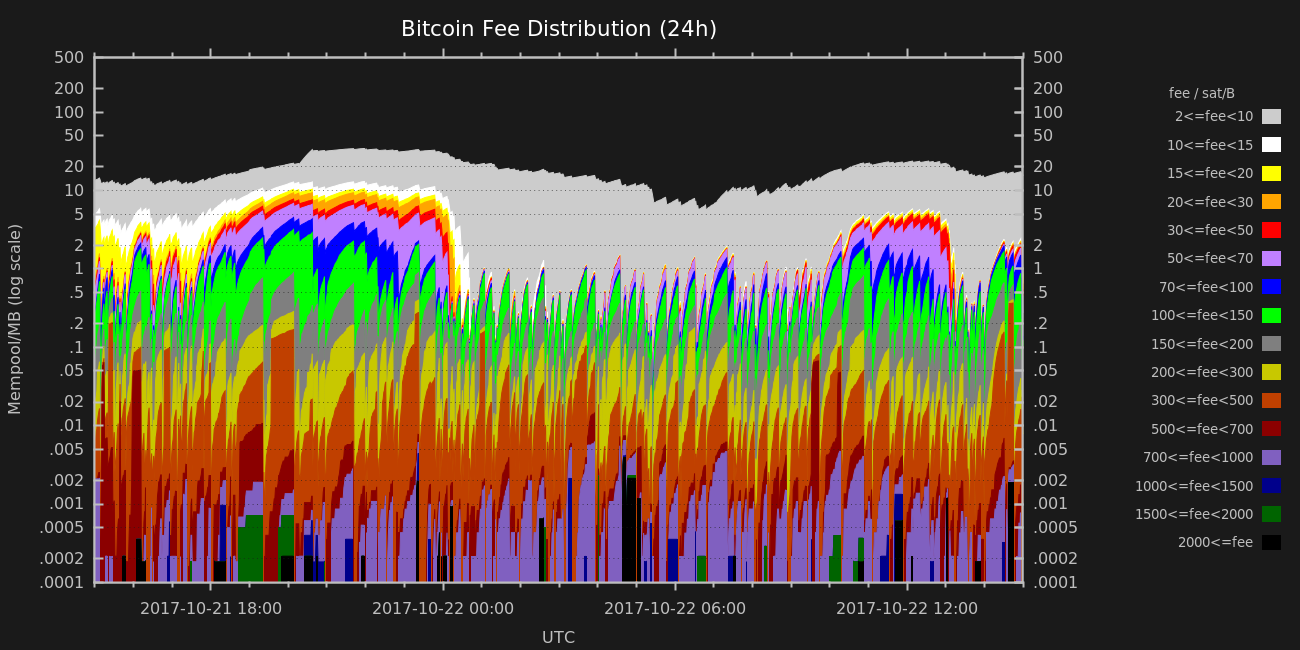 Bitcoin Fee Distribution (24h)
500
200
100
50
20
10
5
2
1
.5
.2
.1
.05
.02
.01
.005
.002
.001
.0005
.0002
.0001
Mempool/MB (log scale)
500
200
100
50
20
10
5
2
1
.5
.2
.1
.05
.02
.01
.005
.002
.001
.0005
.0002
.0001
fee / sat/B
2<=fee<10
10<=fee<15
15<=fee<20
20<=fee<30
30<=fee<50
50<=fee<70
70<=fee<100
100<=fee<150
150<=fee<200
200<=fee<300
300<=fee<500
500<=fee<700
700<=fee<1000
1000<=fee<1500
1500<=fee<2000
2000<=fee
2017-10-21 18:00 2017-10-22 00:00 2017-10-22 06:00 2017-10-22 12:00
UTC